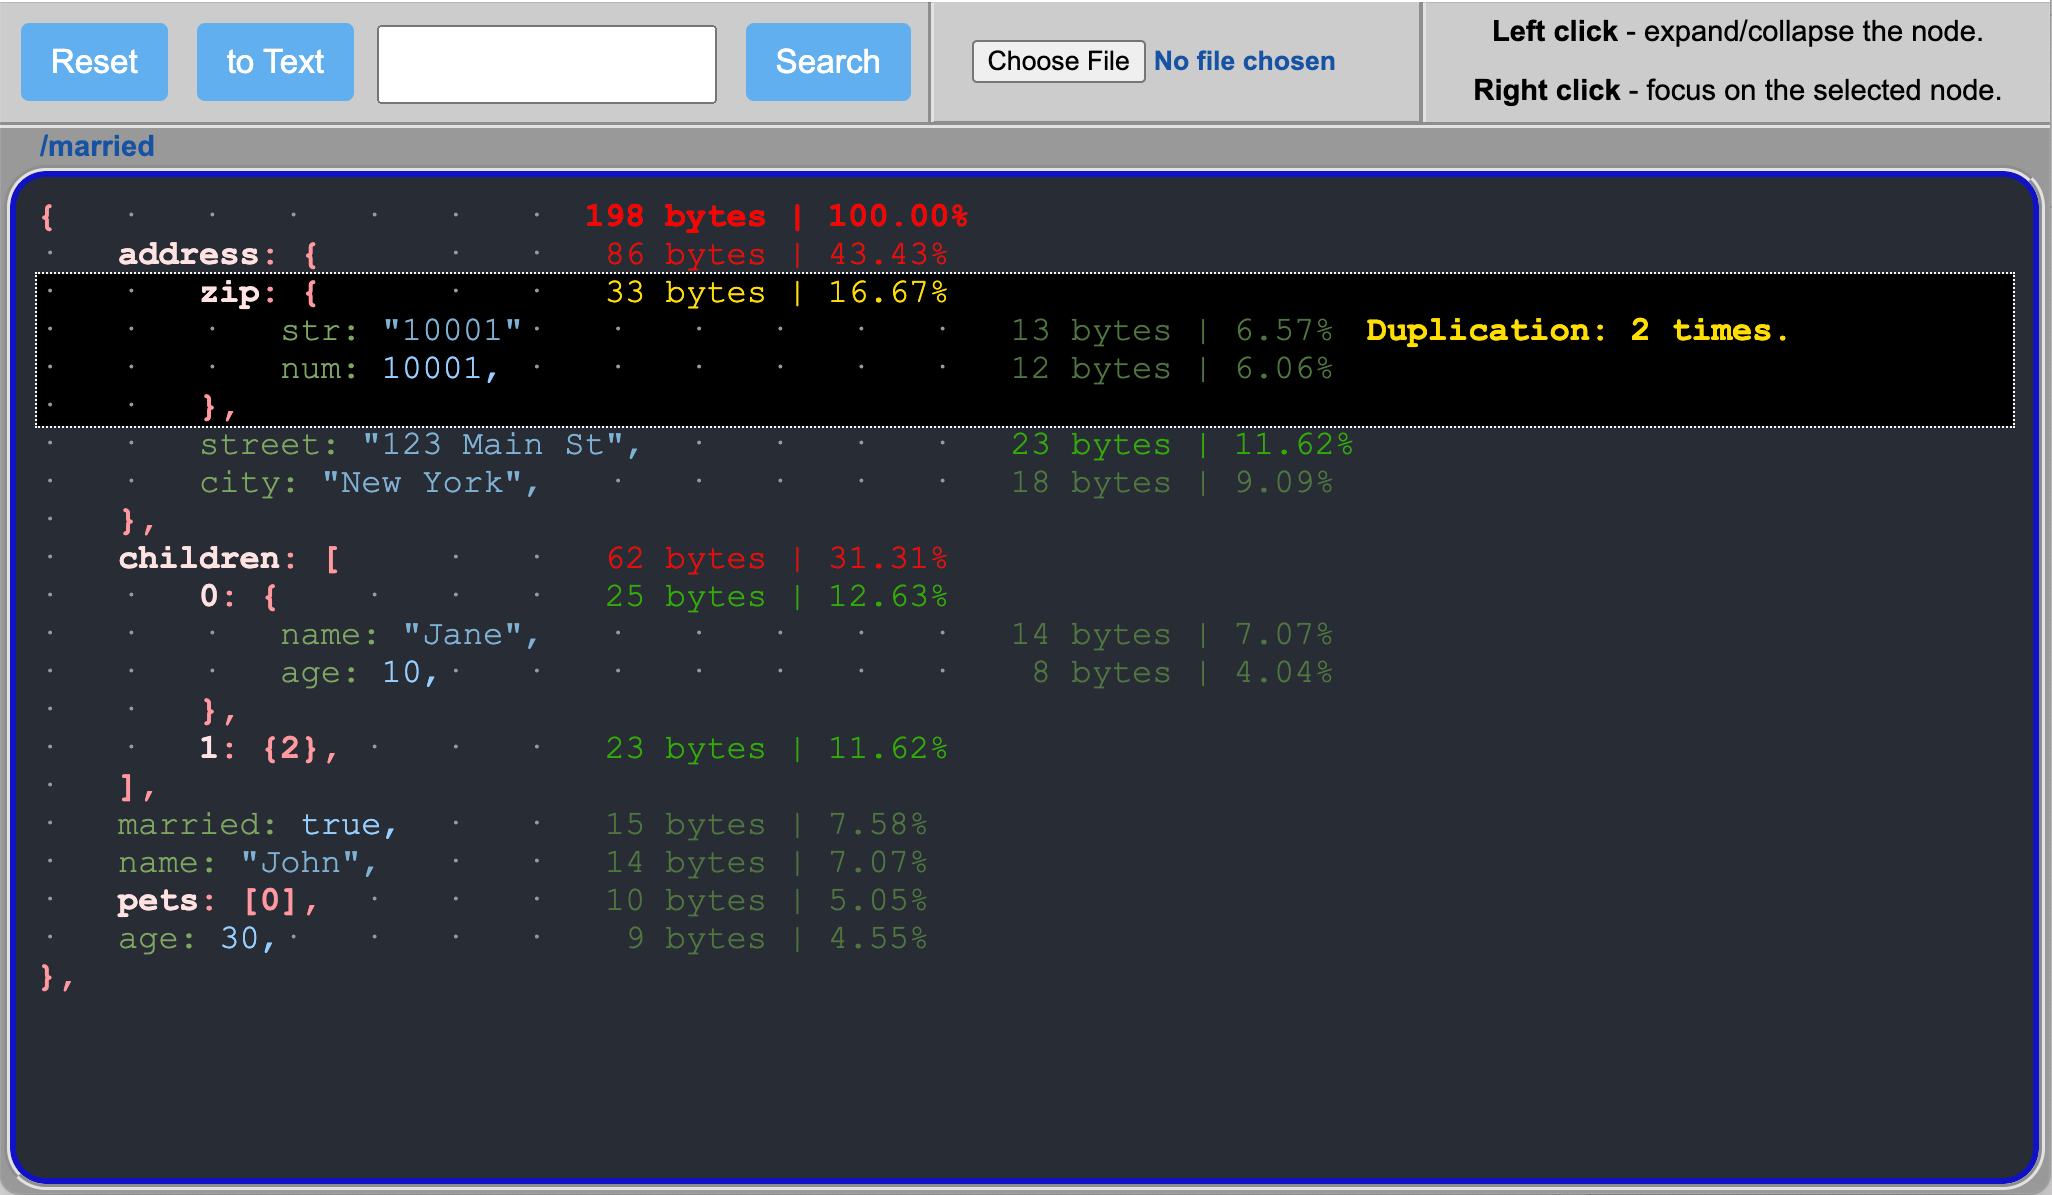 Reset to Text Search Choose File No file chosen
Left click - expand/collapse the node.
Right click - focus on the selected node.
/married
{ 198 bytes | 100.00%
address: { 86 bytes | 43.43%
zip: { 33 bytes | 16.67%
str: "10001" 13 bytes | 6.57% Duplication: 2 times.
num: 10001, 12 bytes | 6.06%
},
street: "123 Main St", 23 bytes | 11.62%
city: "New York", 18 bytes | 9.09%
},
children: [ 62 bytes | 31.31%
0: { 25 bytes | 12.63%
name: "Jane", 14 bytes | 7.07%
age: 10, 8 bytes | 4.04%
},
1: {2}, 23 bytes | 11.62%
],
married: true, 15 bytes | 7.58%
name: "John", 14 bytes | 7.07%
pets: [0], 10 bytes | 5.05%
age: 30, 9 bytes | 4.55%
},